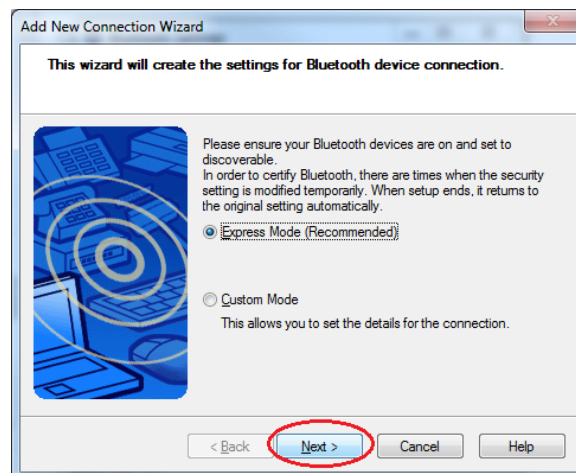 Add New Connection Wizard
This wizard will create the settings for Bluetooth device connection.
Please ensure your Bluetooth devices are on and set to
discoverable.
In order to certify Bluetooth, there are times when the security
setting is modified temporarily. When setup ends, it returns to
the original setting automatically.
Express Mode (Recommended)
Custom Mode
This allows you to set the details for the connection.
< Back Next > Cancel Help